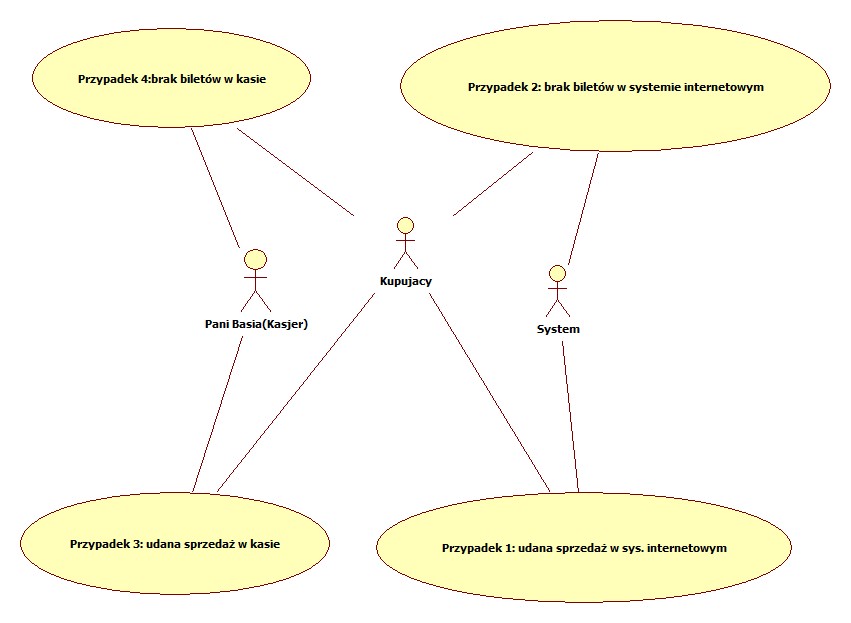 Przypadek 4:brak biletów w kasie
Przypadek 2: brak biletów w systemie internetowym
Kupujacy
Pani Basia(Kasjer)
System
Przypadek 3: udana sprzedaż w kasie
Przypadek 1: udana sprzedaż w sys. internetowym